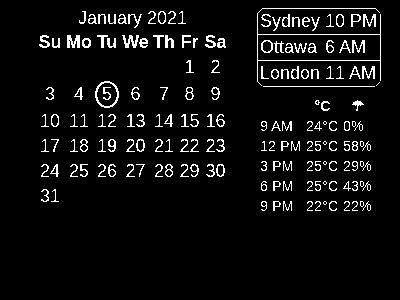 January 2021
Su Mo Tu We Th Fr Sa
1 2
3 4 5 6 7 8 9
10 11 12 13 14 15 16
17 18 19 20 21 22 23
24 25 26 27 28 29 30
31
Sydney 10 PM
Ottawa 6 AM
London 11 AM
°C ☂
9 AM 24°C 0%
12 PM 25°C 58%
3 PM 25°C 29%
6 PM 25°C 43%
9 PM 22°C 22%